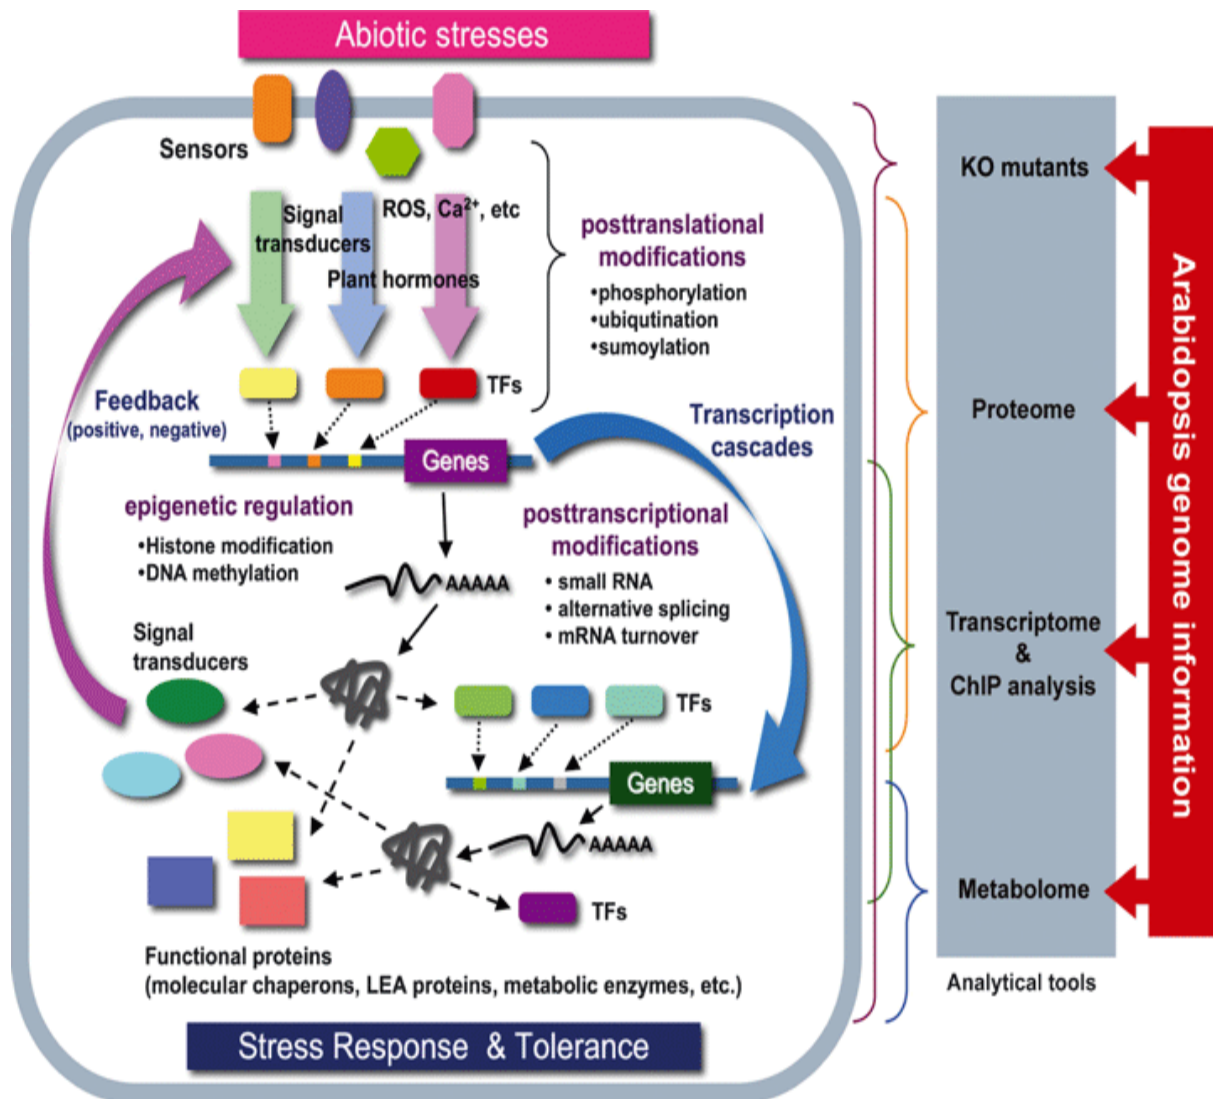 Abiotic stresses
Sensors
Signal
transducers
ROS, Ca²⁺, etc
Plant hormones
TFs
posttranslational
modifications
•phosphorylation
•ubiqutination
•sumoylation
Feedback
(positive, negative)
Transcription
cascades
Genes
epigenetic regulation
•Histone modification
•DNA methylation
posttranscriptional
modifications
• small RNA
• alternative splicing
• mRNA turnover
AAAAA
Signal
transducers
TFs
Genes
AAAAA
TFs
Functional proteins
(molecular chaperons, LEA proteins, metabolic enzymes, etc.)
Stress Response & Tolerance
KO mutants
Proteome
Transcriptome
&
ChIP analysis
Metabolome
Analytical tools
Arabidopsis genome information